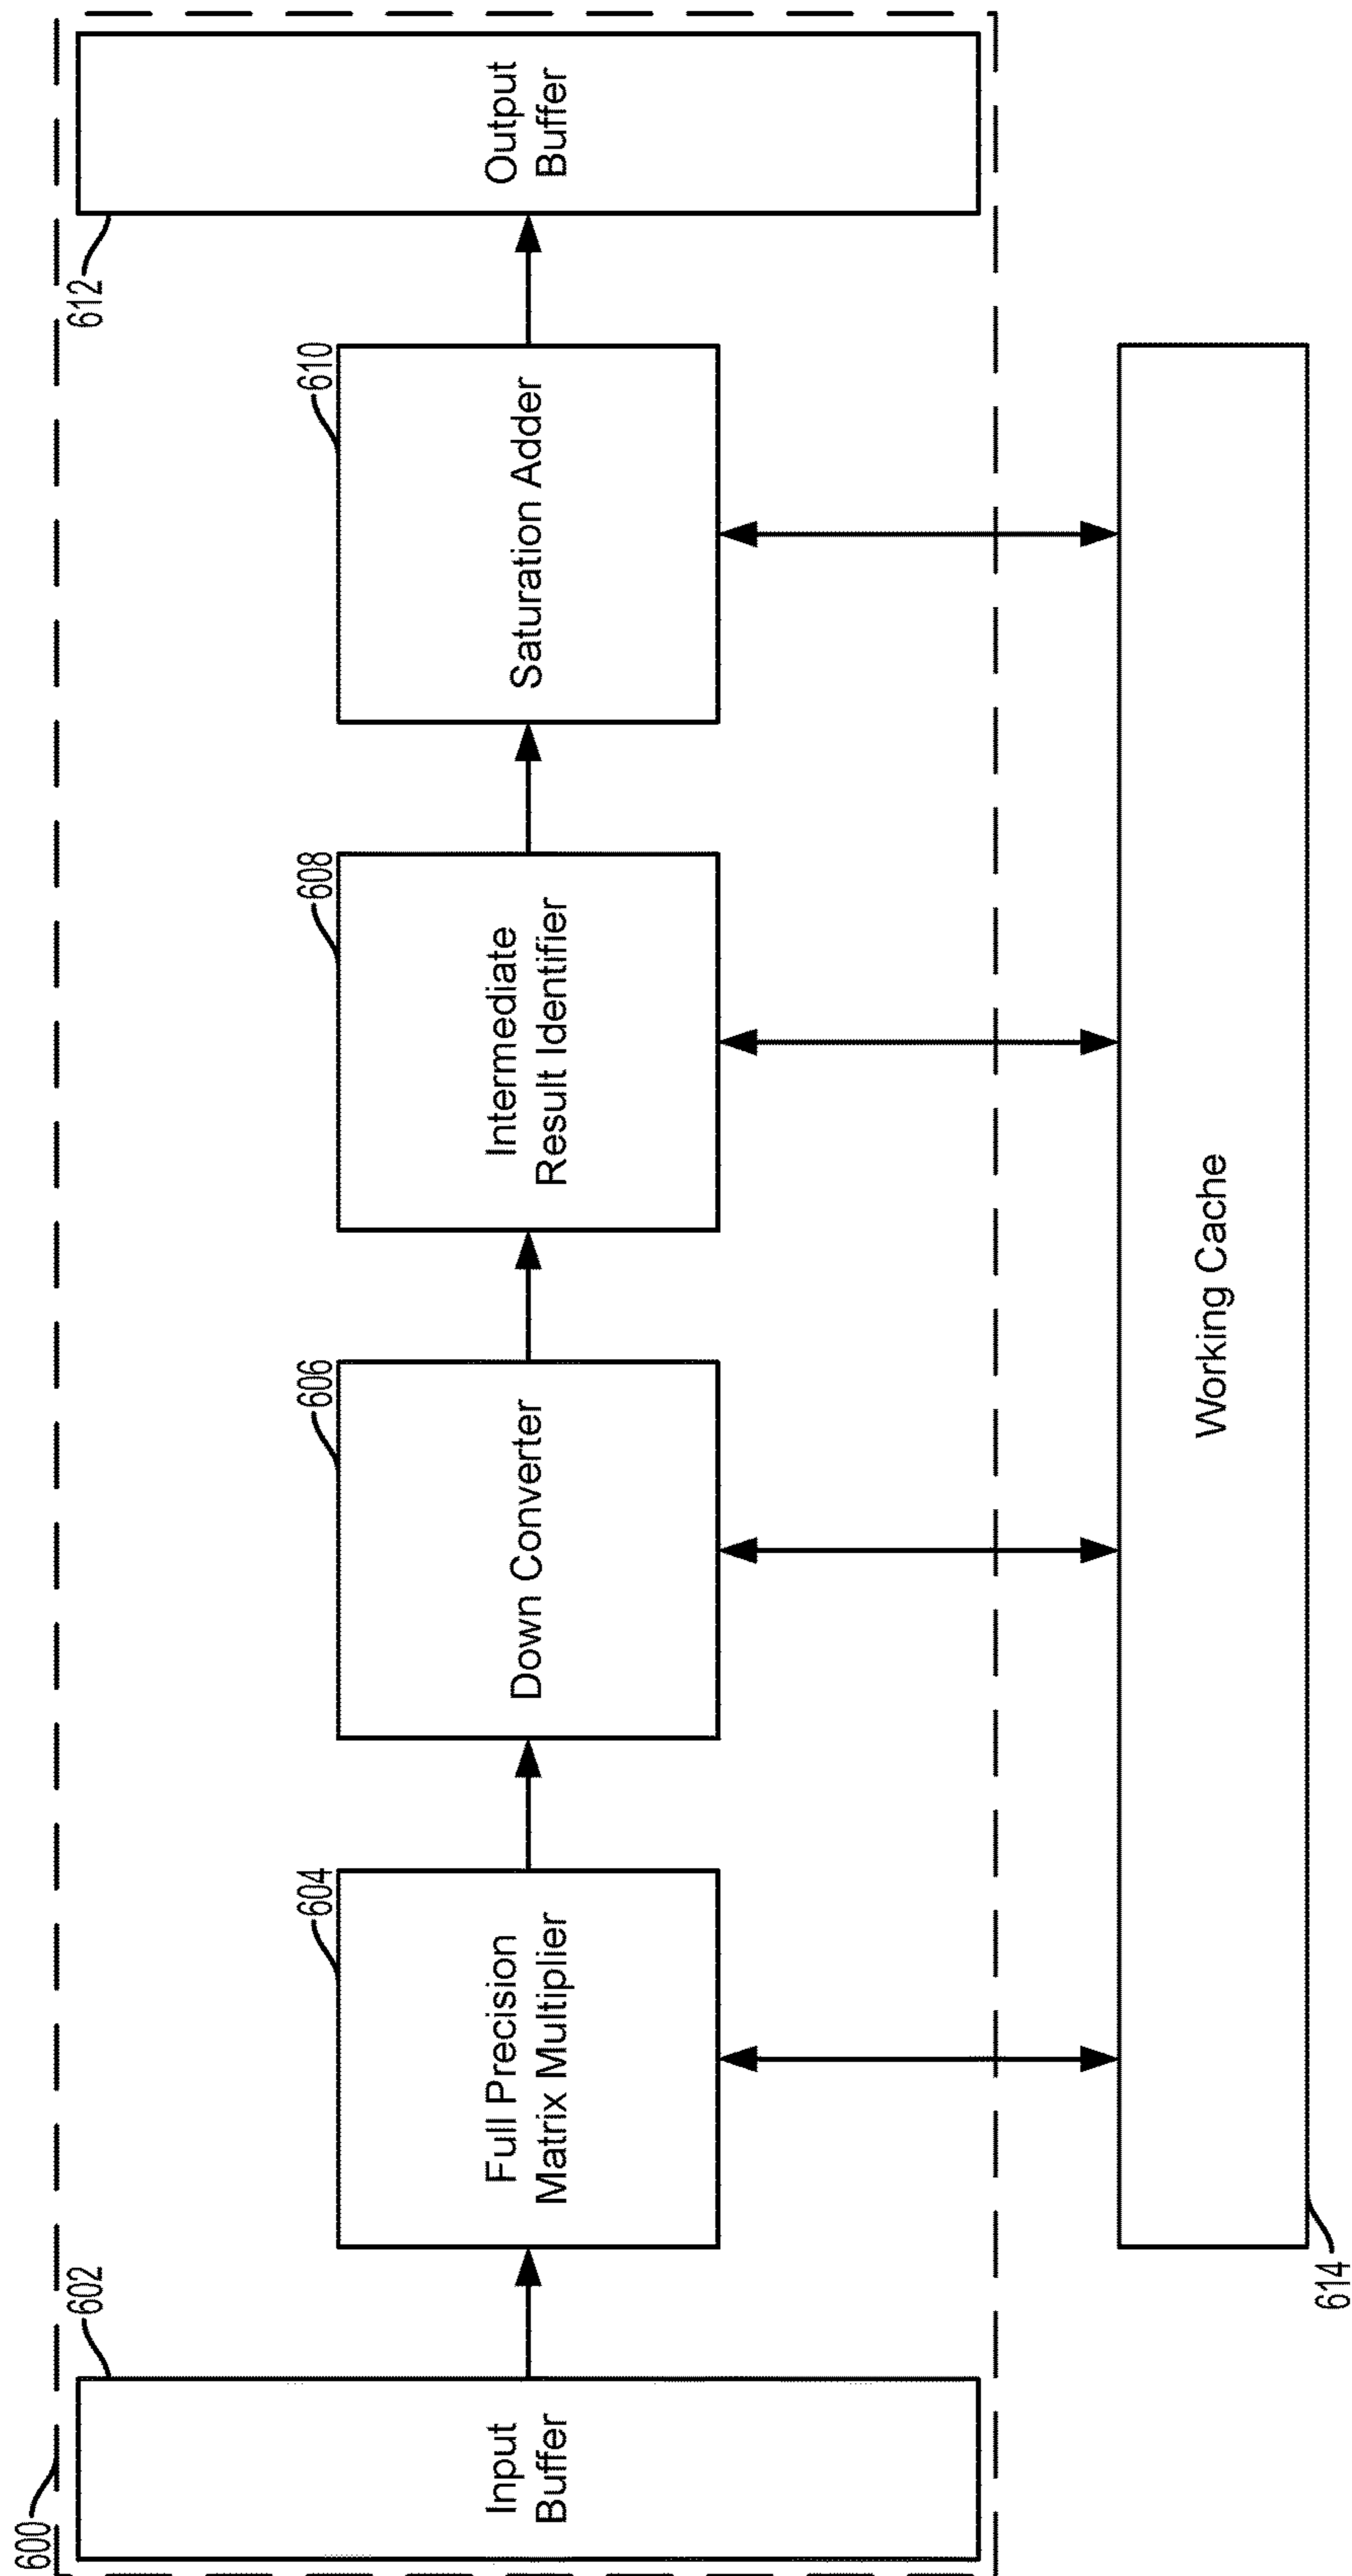 600
602
Input
Buffer
604
Full Precision
Matrix Multiplier
606
Down Converter
608
Intermediate
Result Identifier
610
Saturation Adder
612
Output
Buffer
Working Cache
614